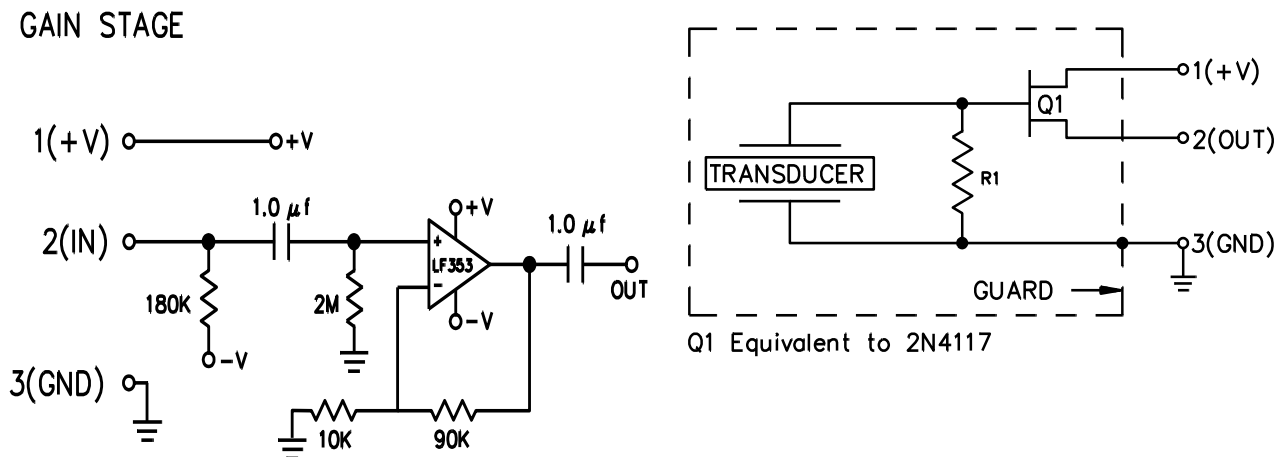 GAIN STAGE
1(+V)
+V
2(IN)
1.0 µf
180K
-V
2M
+V
+
LF353
-
-V
1.0 µf
OUT
3(GND)
10K
90K
TRANSDUCER
R1
Q1
1(+V)
2(OUT)
3(GND)
GUARD
Q1 Equivalent to 2N4117